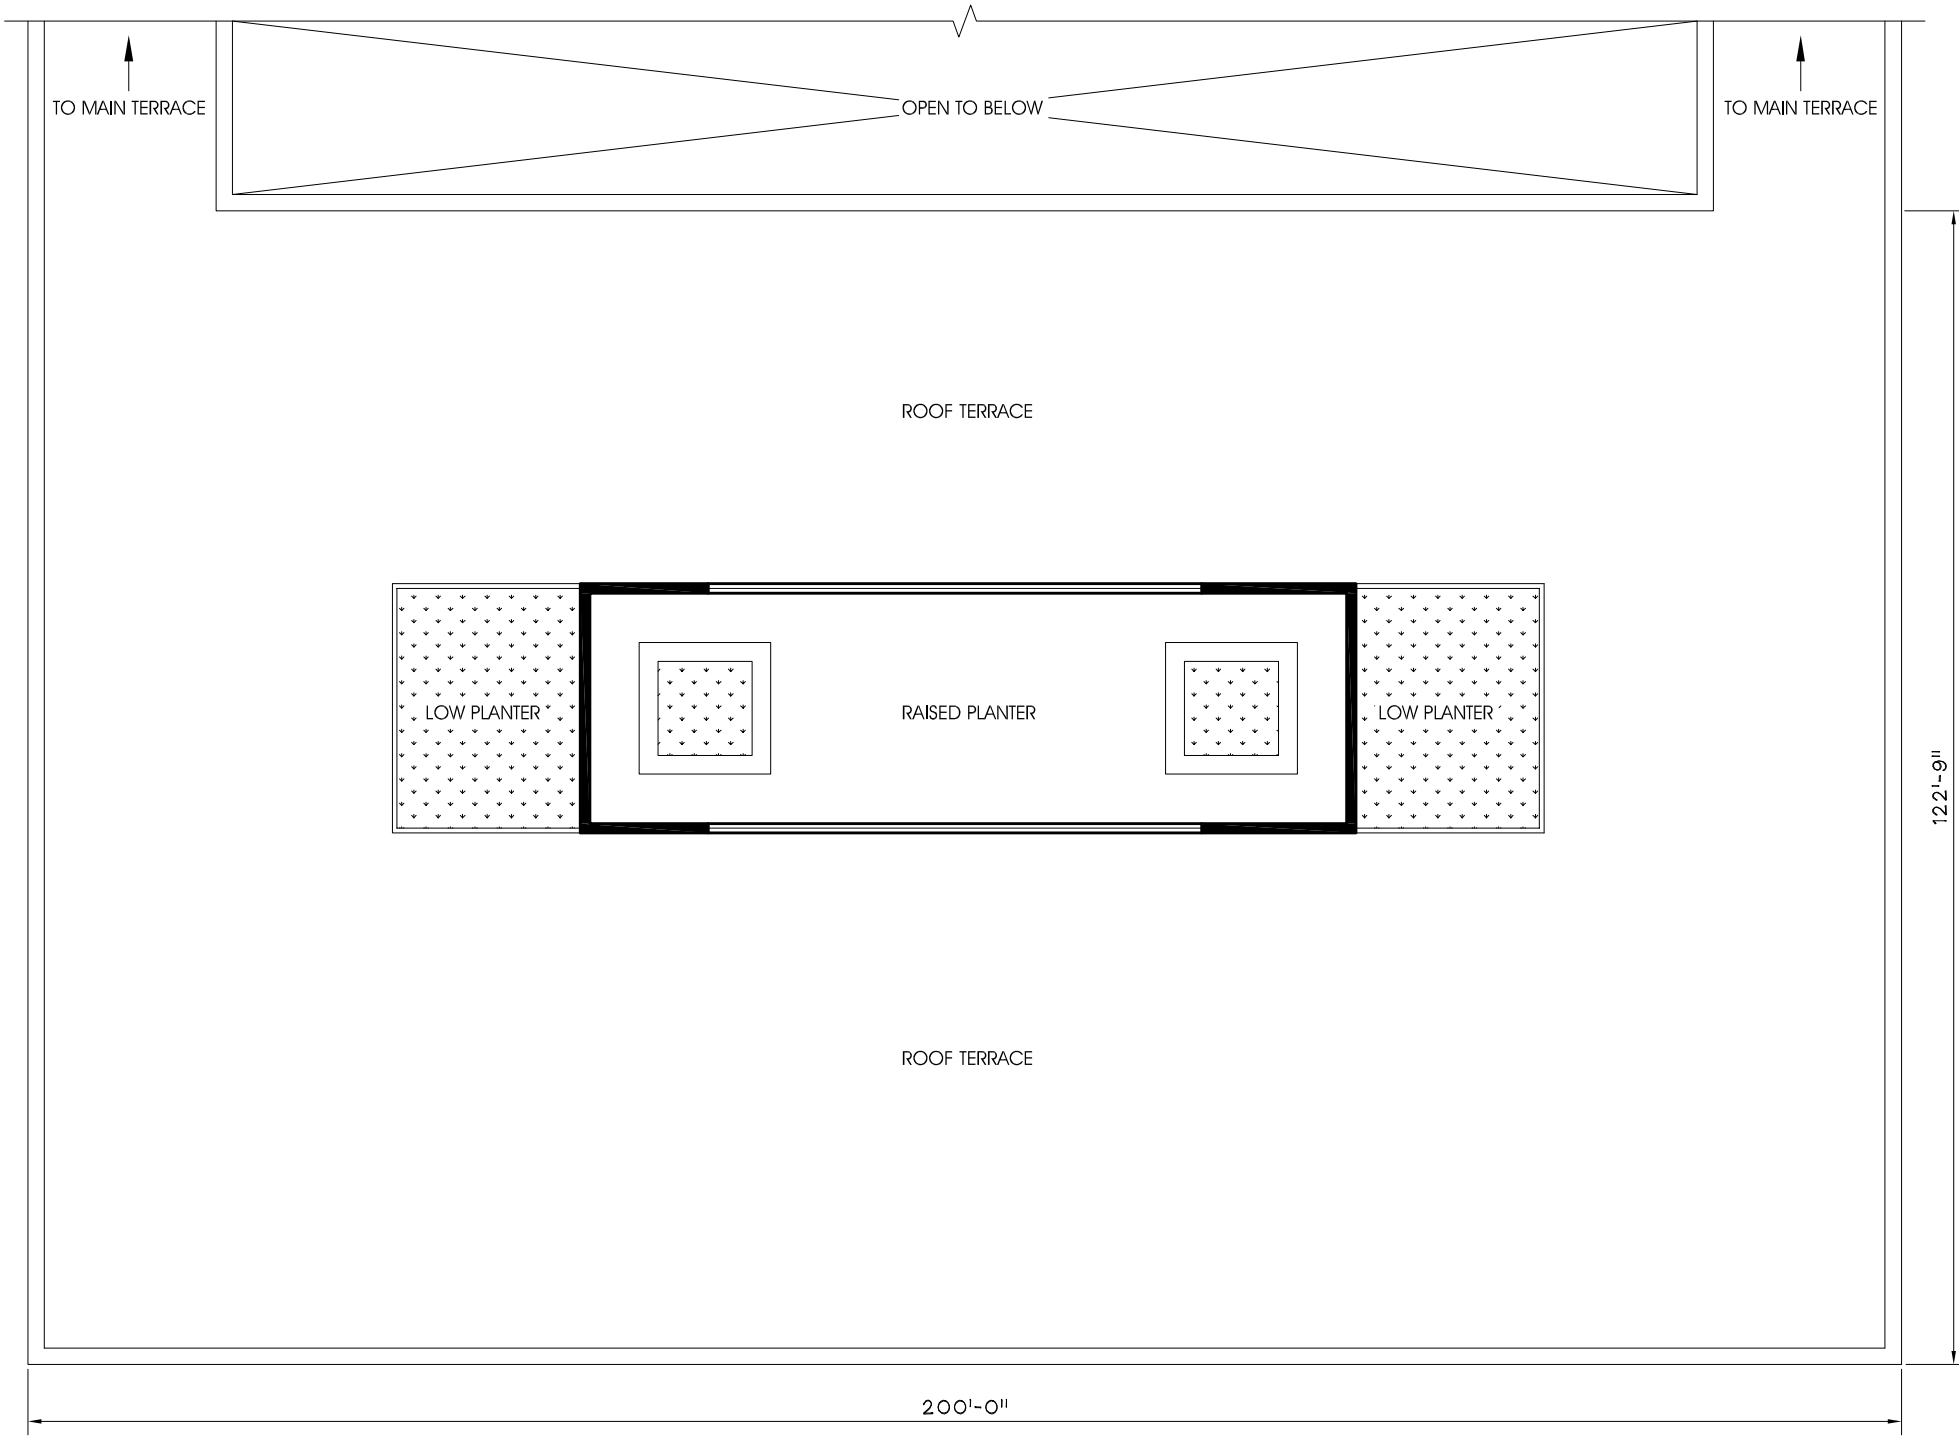 TO MAIN TERRACE
OPEN TO BELOW
TO MAIN TERRACE
ROOF TERRACE
LOW PLANTER
RAISED PLANTER
LOW PLANTER
122'-9"
ROOF TERRACE
200'-0"